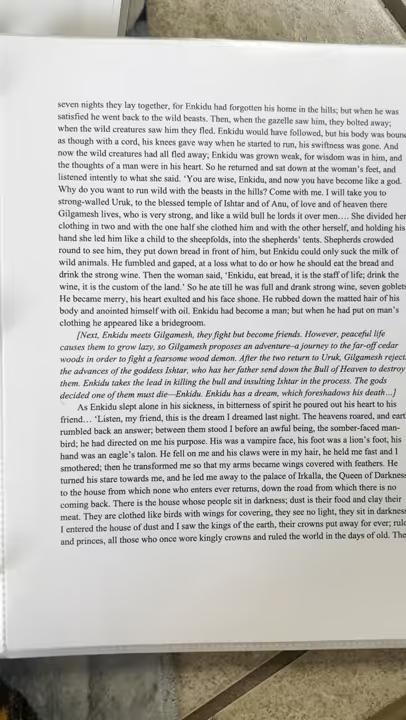 seven nights they lay together, for Enkidu had forgotten his home in the hills; but when he was
satisfied he went back to the wild beasts. Then, when the gazelle saw him, they bolted away;
when the wild creatures saw him they fled. Enkidu would have followed, but his body was boun
as though with a cord, his knees gave way when he started to run, his swiftness was gone. And
now the wild creatures had all fled away; Enkidu was grown weak, for wisdom was in him, and
the thoughts of a man were in his heart. So he returned and sat down at the woman's feet, and
listened intently to what she said. 'You are wise, Enkidu, and now you have become like a god.
Why do you want to run wild with the beasts in the hills? Come with me. I will take you to
strong-walled Uruk, to the blessed temple of Ishtar and of Anu, of love and of heaven there
Gilgamesh lives, who is very strong, and like a wild bull he lords it over men.... She divided her
clothing in two and with the one half she clothed him and with the other herself, and holding his
hand she led him like a child to the sheepfolds, into the shepherds' tents. Shepherds crowded
round to see him, they put down bread in front of him, but Enkidu could only suck the milk of
wild animals. He fumbled and gaped, at a loss what to do or how he should eat the bread and
drink the strong wine. Then the woman said, 'Enkidu, eat bread, it is the staff of life; drink the
wine, it is the custom of the land.' So he ate till he was full and drank strong wine, seven goblets
He became merry, his heart exulted and his face shone. He rubbed down the matted hair of his
body and anointed himself with oil. Enkidu had become a man; but when he had put on man's
clothing he appeared like a bridegroom.
[Next, Enkidu meets Gilgamesh, they fight but become friends. However, peaceful life
causes them to grow lazy, so Gilgamesh proposes an adventure–a journey to the far-off cedar
woods in order to fight a fearsome wood demon. After the two return to Uruk, Gilgamesh reject
the advances of the goddess Ishtar, who has her father send down the Bull of Heaven to destroy
them. Enkidu takes the lead in killing the bull and insulting Ishtar in the process. The gods
decided one of them must die—Enkidu. Enkidu has a dream, which foreshadows his death...]
As Enkidu slept alone in his sickness, in bitterness of spirit he poured out his heart to his
friend... 'Listen, my friend, this is the dream I dreamed last night. The heavens roared, and eart
rumbled back an answer; between them stood I before an awful being, the somber-faced man-
bird; he had directed on me his purpose. His was a vampire face, his foot was a lion's foot, his
hand was an eagle's talon. He fell on me and his claws were in my hair, he held me fast and I
smothered; then he transformed me so that my arms became wings covered with feathers. He
turned his stare towards me, and he led me away to the palace of Irkalla, the Queen of Darkness
to the house from which none who enters ever returns, down the road from which there is no
coming back. There is the house whose people sit in darkness; dust is their food and clay their
meat. They are clothed like birds with wings for covering, they see no light, they sit in darkness
I entered the house of dust and I saw the kings of the earth, their crowns put away for ever; rule
and princes, all those who once wore kingly crowns and ruled the world in the days of old. The